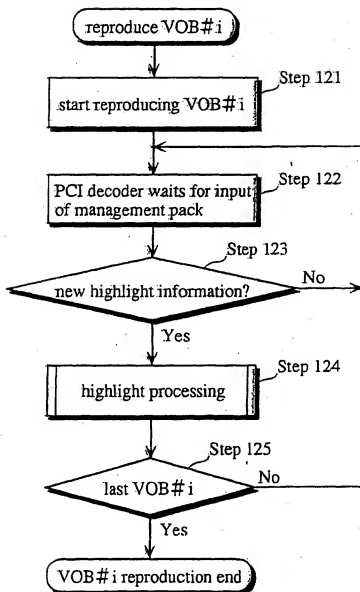 reproduce VOB#i
Step 121
start reproducing VOB#i
Step 122
PCI decoder waits for input
of management pack
Step 123
new highlight information?
No
Yes
Step 124
highlight processing
Step 125
last VOB#i
No
Yes
VOB#i reproduction end